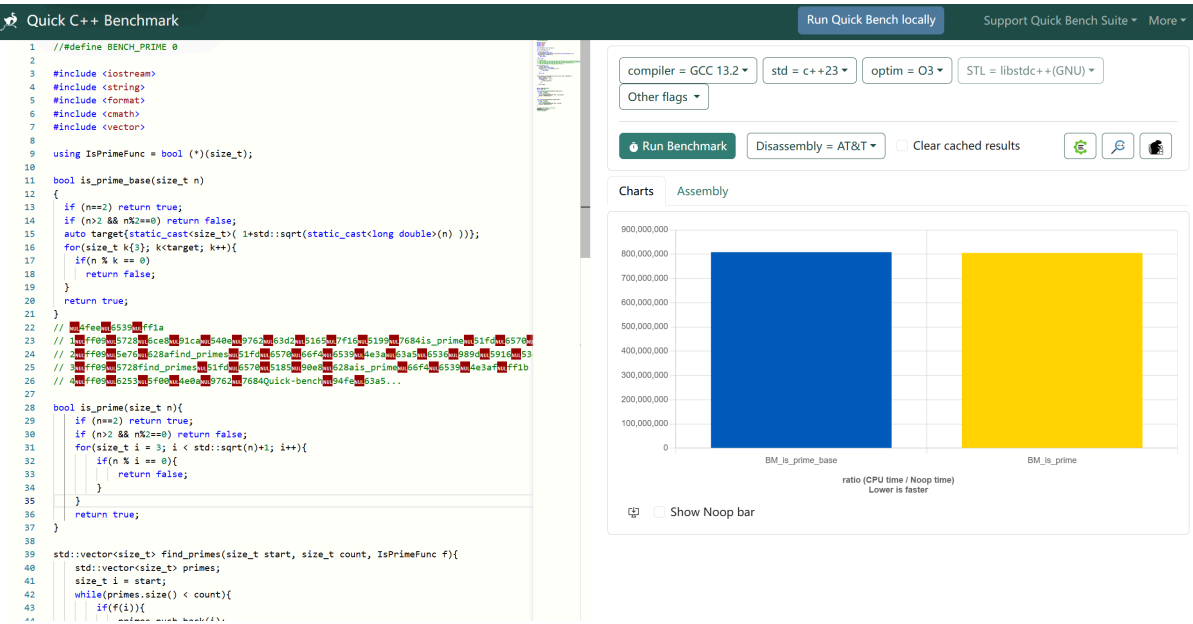 Quick C++ Benchmark
Run Quick Bench locally
Support Quick Bench Suite
More
1 //#define BENCH_PRIME 0
2
3 #include <iostream>
4 #include <string>
5 #include <format>
6 #include <cmath>
7 #include <vector>
8
9 using IsPrimeFunc = bool (*)(size_t);
10
11 bool is_prime_base(size_t n)
12 {
13 if (n==2) return true;
14 if (n>2 && n%2==0) return false;
15 auto target{static_cast<size_t>( 1+std::sqrt(static_cast<long double>(n) ))};
16 for(size_t k{3}; k<target; k++){
17 if(n % k == 0)
18 return false;
19 }
20 return true;
21 }
22 // NUL4feeNUL6539NULff1a
23 // 1NULff09NUL5728NUL6ce8NUL91caNUL540eNUL9762NUL63d2NUL5165NUL7f16NUL5199NUL7684is_primeNUL51fdNUL6570NUL
24 // 2NULff09NUL5e76NUL628afind_primesNUL51fdNUL6570NUL66f4NUL6539NUL4e3aNUL63a5NUL6536NUL989dNUL5916NUL53
25 // 3NULff09NUL5728find_primesNUL51fdNUL6570NUL5185NUL90e8NUL628ais_primeNUL66f4NUL6539NUL4e3afNULff1b
26 // 4NULff09NUL6253NUL5f00NUL4e0aNUL9762NUL7684Quick-benchNUL94feNUL63a5...
27
28 bool is_prime(size_t n){
29 if (n==2) return true;
30 if (n>2 && n%2==0) return false;
31 for(size_t i = 3; i < std::sqrt(n)+1; i++){
32 if(n % i == 0){
33 return false;
34 }
35 }
36 return true;
37 }
38
39 std::vector<size_t> find_primes(size_t start, size_t count, IsPrimeFunc f){
40 std::vector<size_t> primes;
41 size_t i = start;
42 while(primes.size() < count){
43 if(f(i)){
44 primes.push_back(i);
compiler = GCC 13.2
std = c++23
optim = O3
STL = libstdc++(GNU)
Other flags
Run Benchmark
Disassembly = AT&T
Clear cached results
Charts
Assembly
900,000,000
800,000,000
700,000,000
600,000,000
500,000,000
400,000,000
300,000,000
200,000,000
100,000,000
0
BM_is_prime_base
BM_is_prime
ratio (CPU time / Noop time)
Lower is faster
Show Noop bar